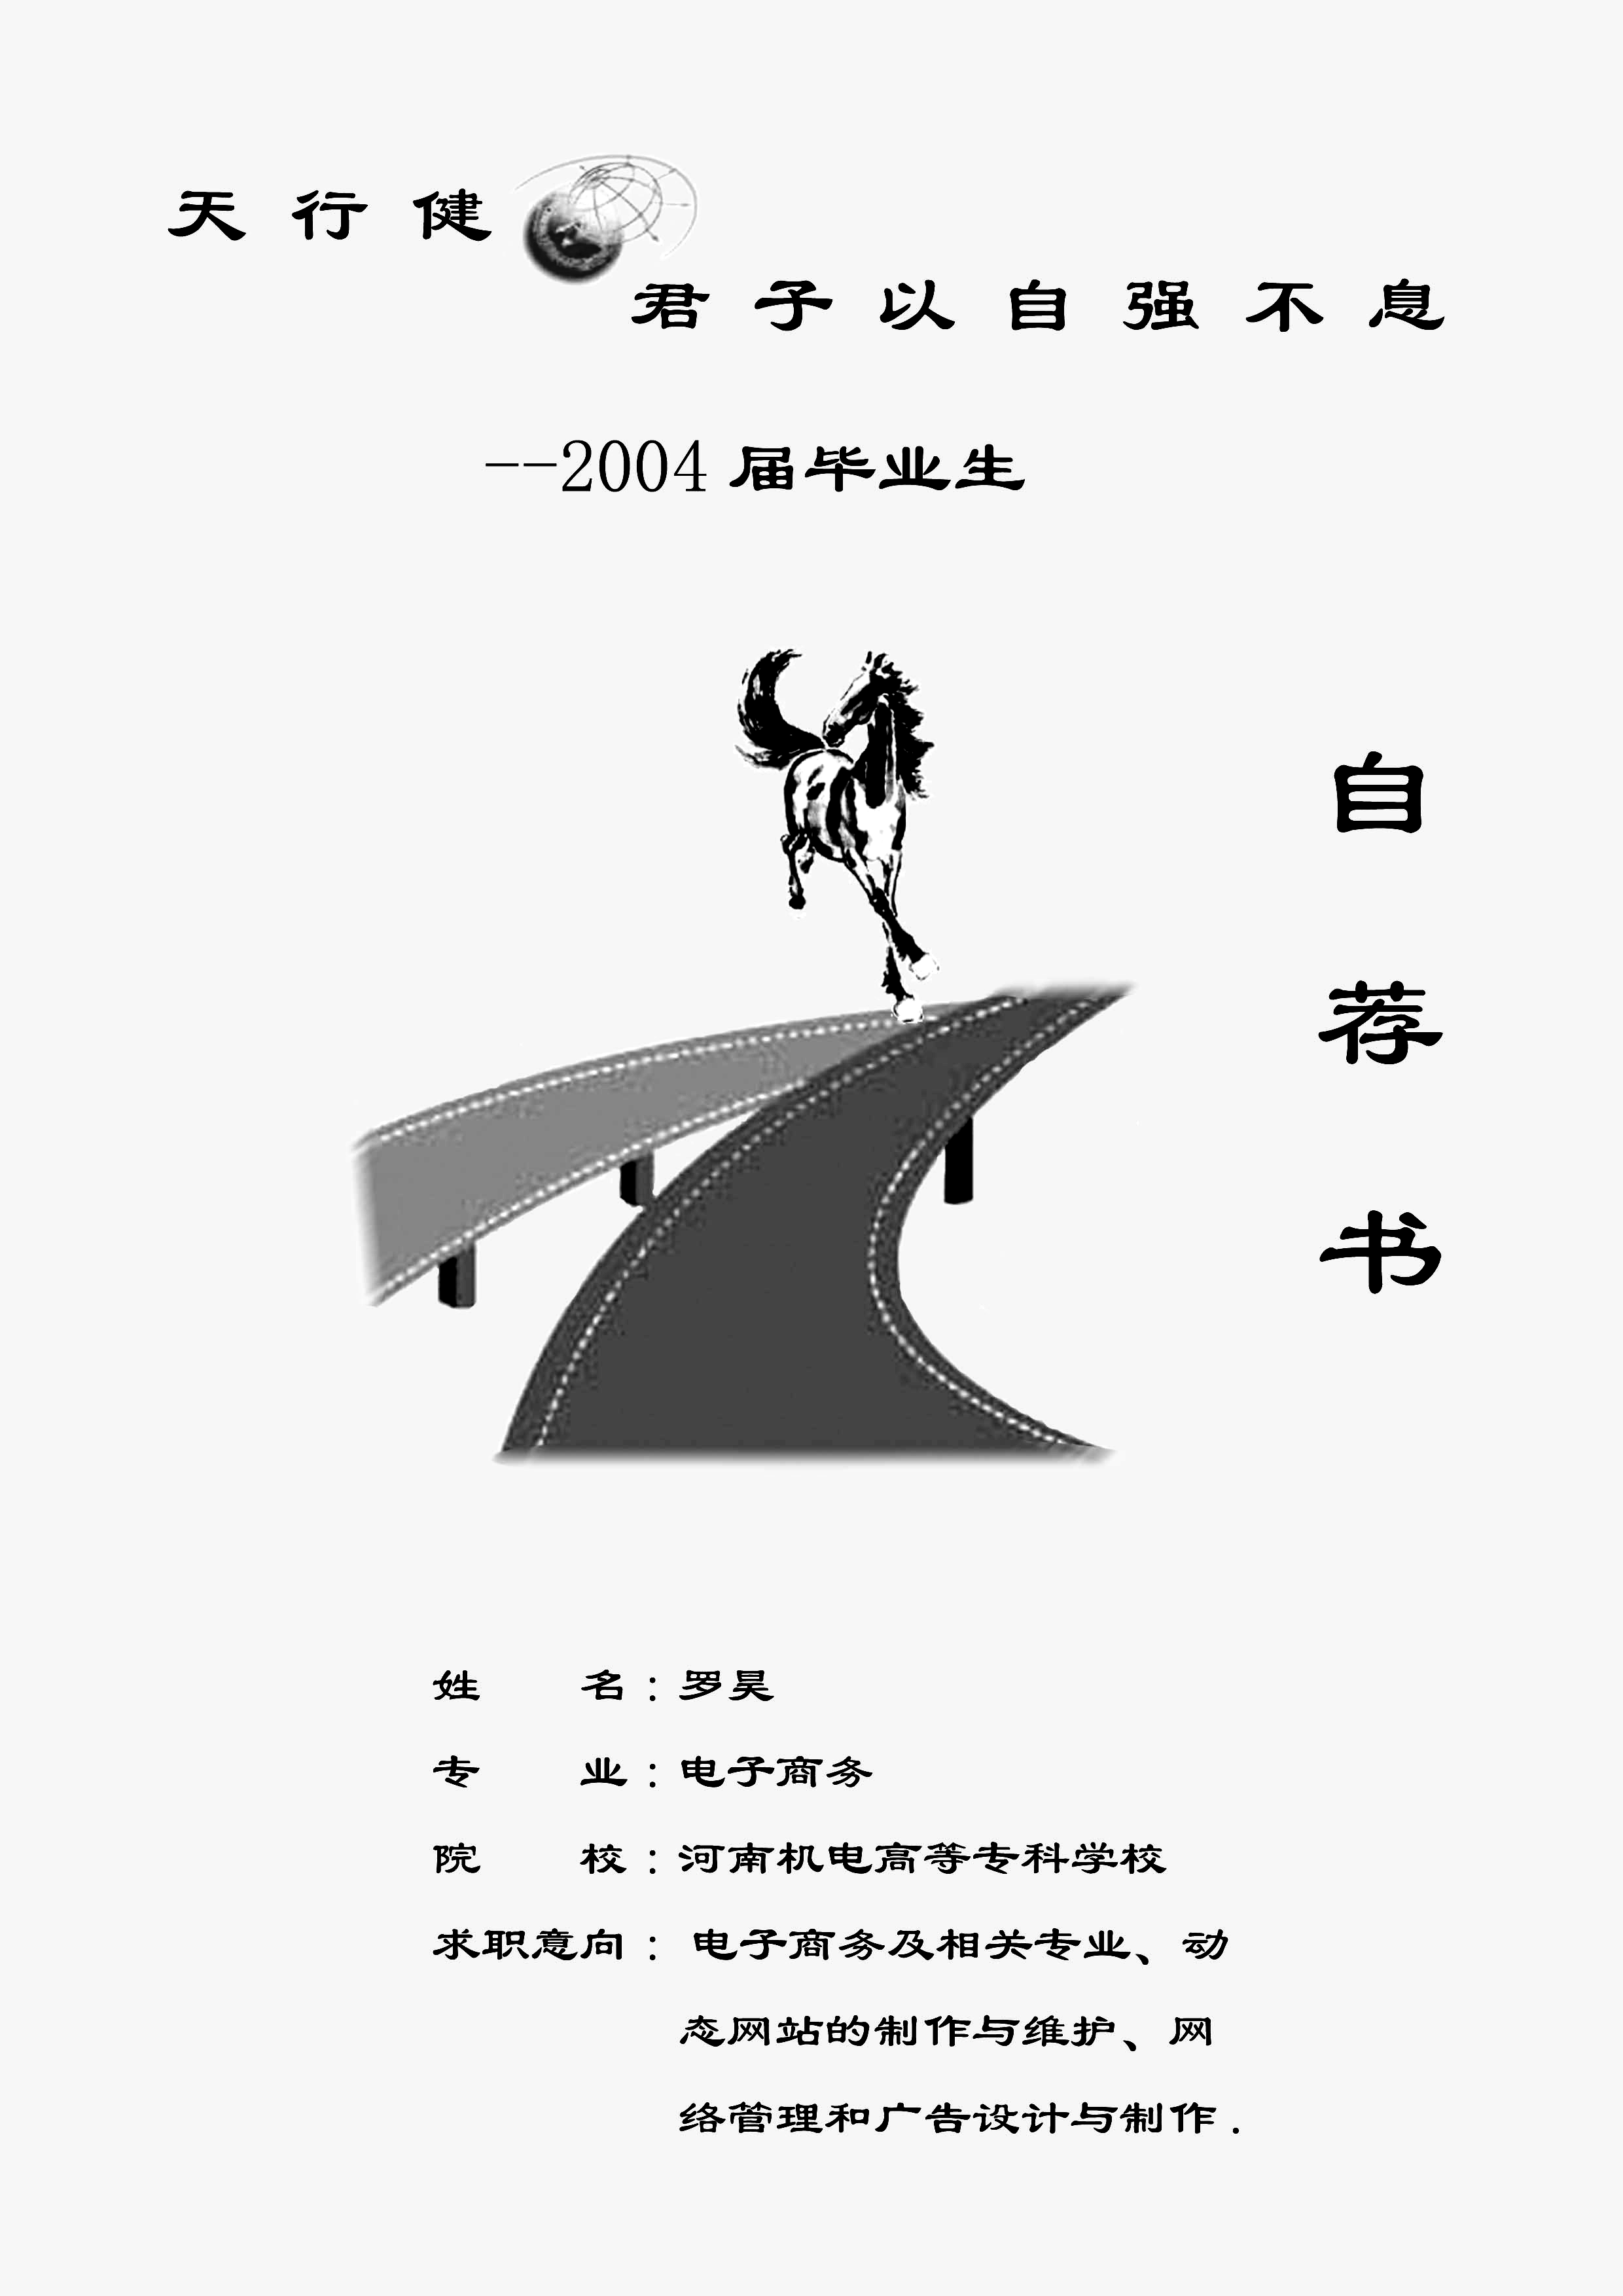 天行健
君子以自强不息
--2004届毕业生
自
荐
书
姓 名：罗昊
专 业：电子商务
院 校：河南机电高等专科学校
求职意向： 电子商务及相关专业、动
态网站的制作与维护、网
络管理和广告设计与制作.